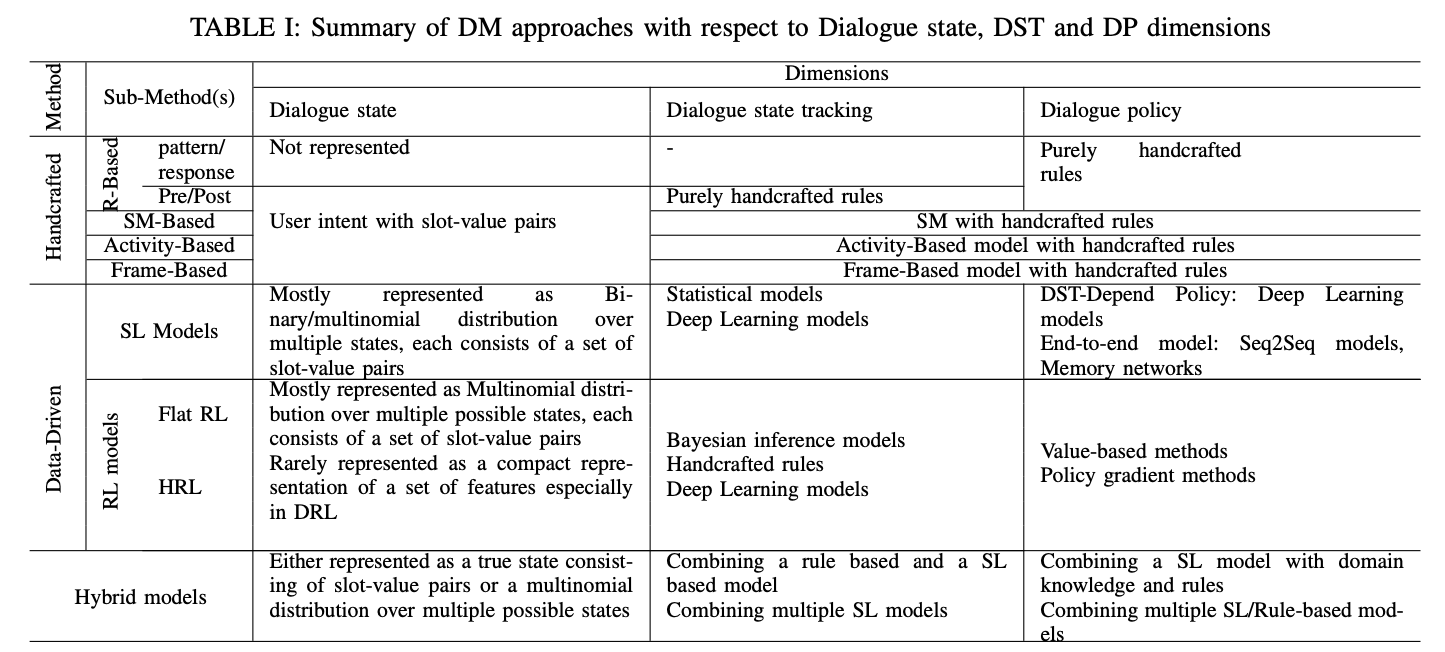 TABLE I: Summary of DM approaches with respect to Dialogue state, DST and DP dimensions
Method
Sub-Method(s)
Dimensions
Dialogue state
Dialogue state tracking
Dialogue policy
Handcrafted
R-Based
pattern/
response
Not represented
-
Purely handcrafted
rules
Pre/Post
User intent with slot-value pairs
Purely handcrafted rules
SM-Based
SM with handcrafted rules
Activity-Based
Activity-Based model with handcrafted rules
Frame-Based
Frame-Based model with handcrafted rules
Data-Driven
SL Models
Mostly represented as Bi-
nary/multinomial distribution over
multiple states, each consists of a set of
slot-value pairs
Statistical models
Deep Learning models
DST-Depend Policy: Deep Learning
models
End-to-end model: Seq2Seq models,
Memory networks
RL models
Flat RL
HRL
Mostly represented as Multinomial distri-
bution over multiple possible states, each
consists of a set of slot-value pairs
Rarely represented as a compact repre-
sentation of a set of features especially
in DRL
Bayesian inference models
Handcrafted rules
Deep Learning models
Value-based methods
Policy gradient methods
Hybrid models
Either represented as a true state consist-
ing of slot-value pairs or a multinomial
distribution over multiple possible states
Combining a rule based and a SL
based model
Combining multiple SL models
Combining a SL model with domain
knowledge and rules
Combining multiple SL/Rule-based mod-
els